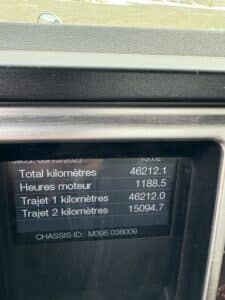 Total kilomètres 46212.1
Heures moteur 1188.5
Trajet 1 kilomètres 46212.0
Trajet 2 kilomètres 15094.7
CHASSIS ID: M395 038009